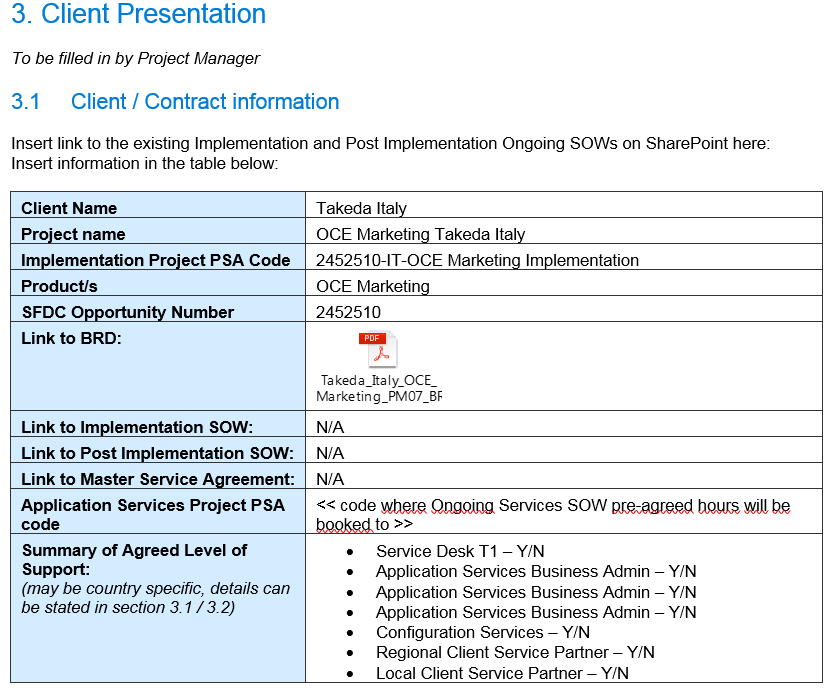 3. Client Presentation
To be filled in by Project Manager
3.1 Client / Contract information
Insert link to the existing Implementation and Post Implementation Ongoing SOWs on SharePoint here:
Insert information in the table below:
Client Name Takeda Italy
Project name OCE Marketing Takeda Italy
Implementation Project PSA Code 2452510-IT-OCE Marketing Implementation
Product/s OCE Marketing
SFDC Opportunity Number 2452510
Link to BRD:
PDF
Takeda_Italy_OCE_
Marketing_PM07_BF
Link to Implementation SOW: N/A
Link to Post Implementation SOW: N/A
Link to Master Service Agreement: N/A
Application Services Project PSA
code
<< code where Ongoing Services SOW pre-agreed hours will be
booked to >>
Summary of Agreed Level of
Support:
(may be country specific, details can
be stated in section 3.1 / 3.2)
• Service Desk T1 – Y/N
• Application Services Business Admin – Y/N
• Application Services Business Admin – Y/N
• Application Services Business Admin – Y/N
• Configuration Services – Y/N
• Regional Client Service Partner – Y/N
• Local Client Service Partner – Y/N